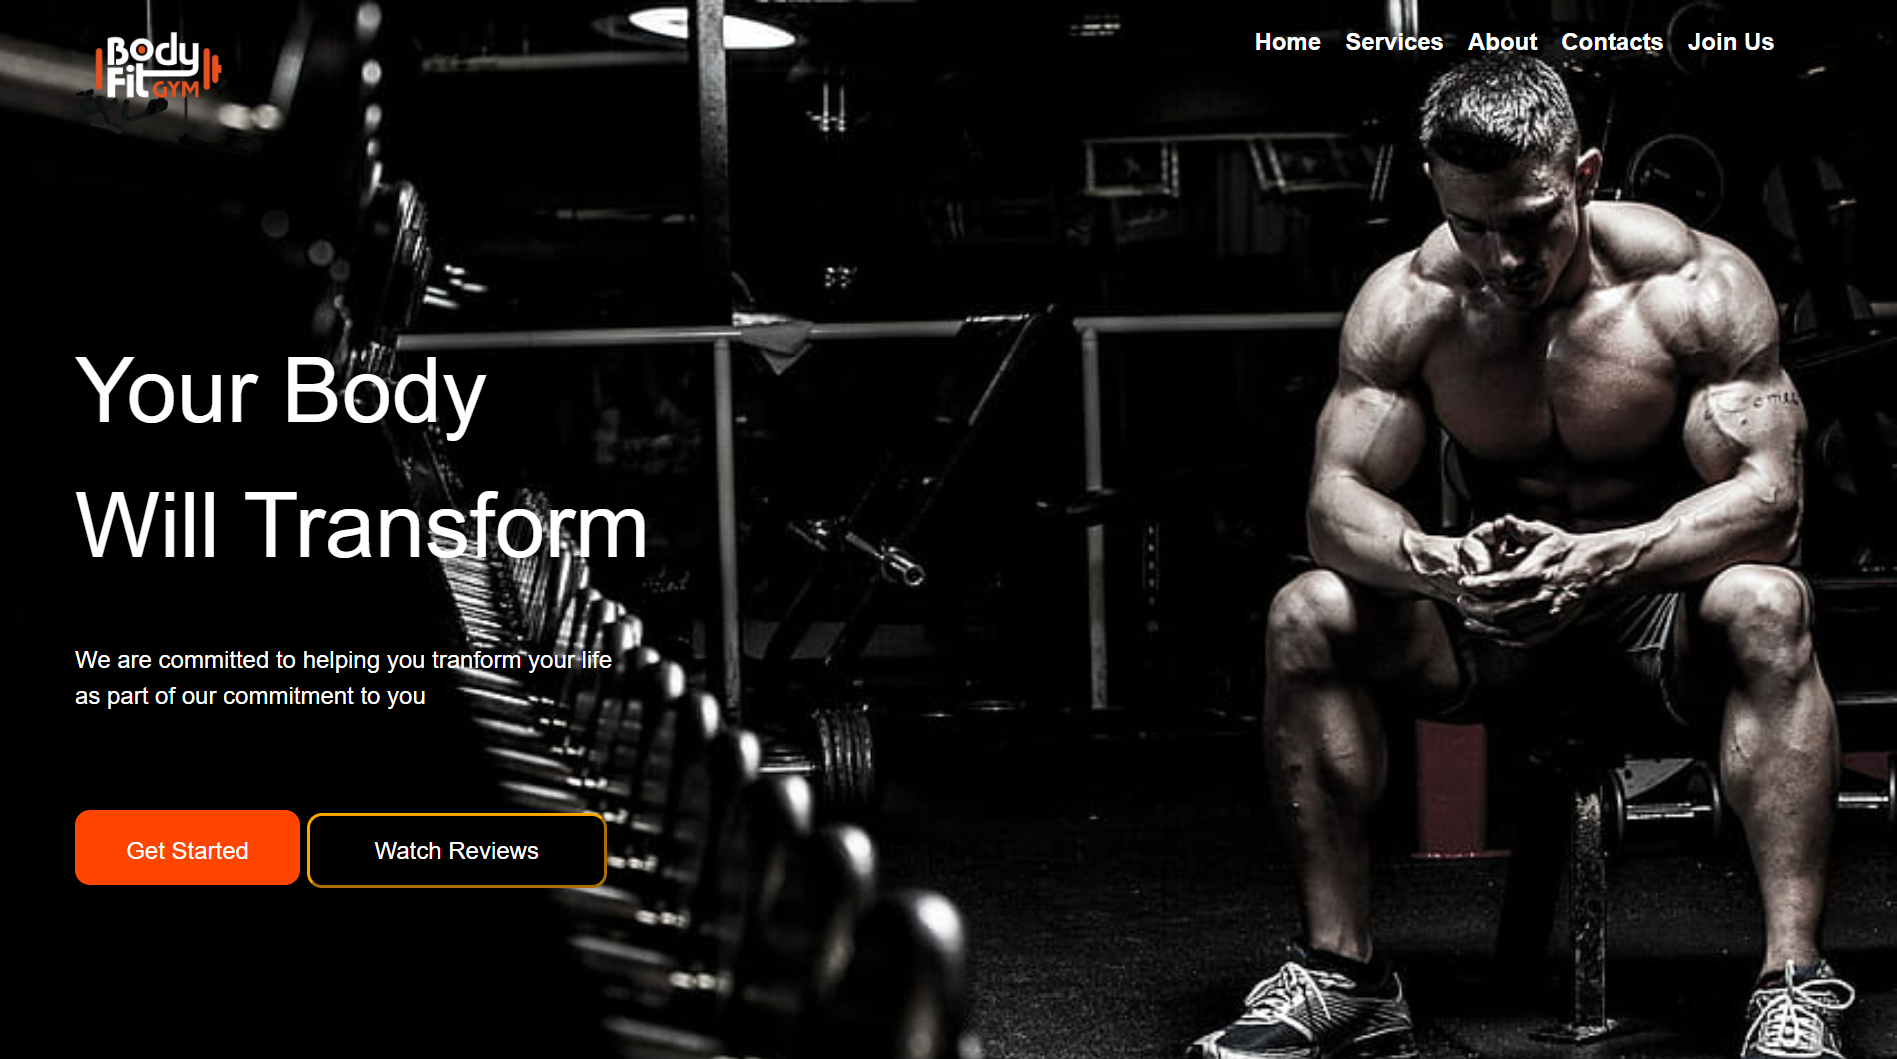 Body
Fit GYM
Home Services About Contacts Join Us
Your Body
Will Transform
We are committed to helping you tranform your life
as part of our commitment to you
Get Started
Watch Reviews